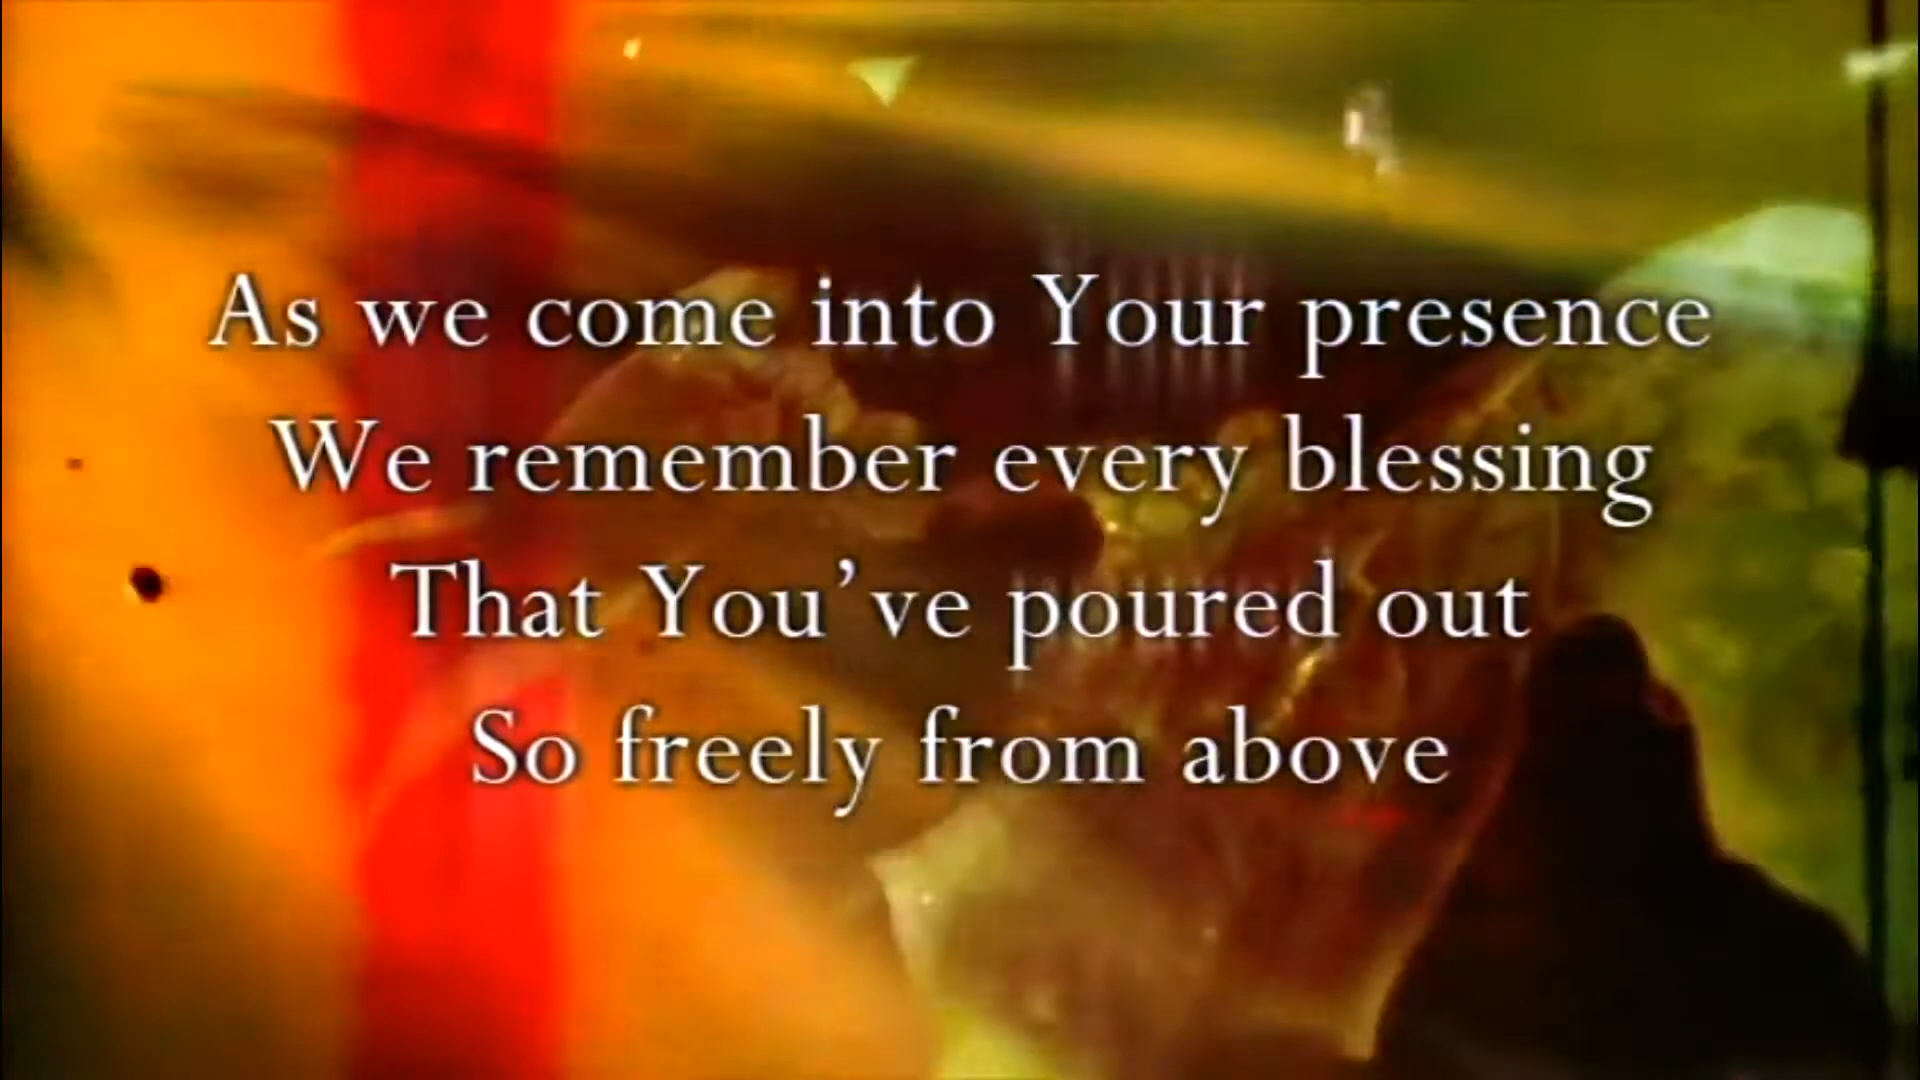 As we come into Your presence
We remember every blessing
That You've poured out
So freely from above